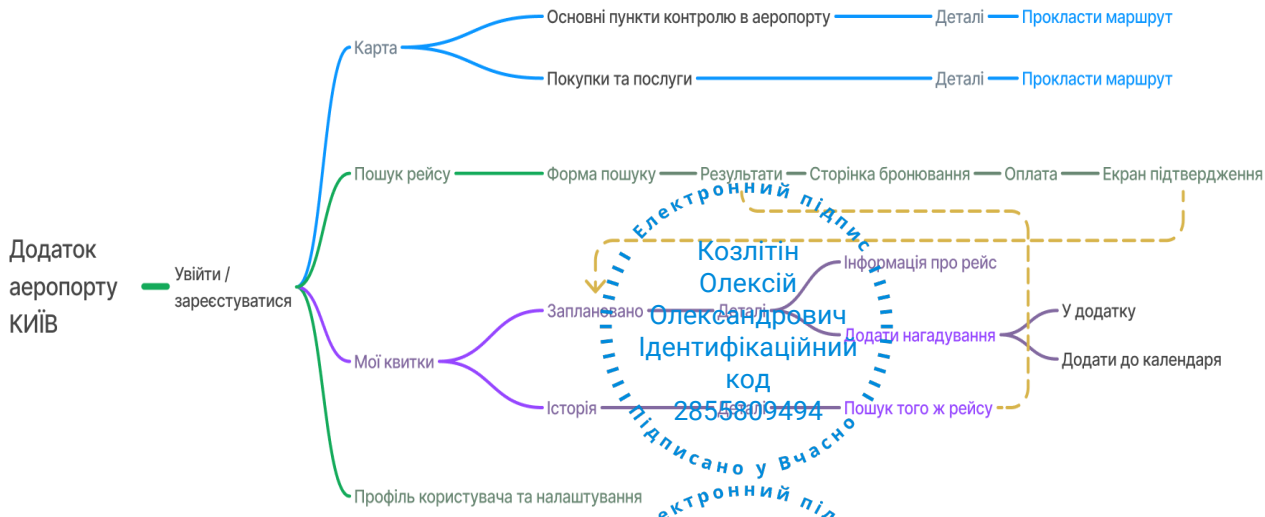 Основні пункти контролю в аеропорту Деталі Прокласти маршрут
Карта
Покупки та послуги Деталі Прокласти маршрут
Пошук рейсу Форма пошуку Результати Сторінка бронювання Оплата Екран підтвердження
Додаток
аеропорту
КИЇВ
Увійти /
зареєстуватися
Інформація про рейс
Заплановано Деталі
Додати нагадування
У додатку
Додати до календаря
Мої квитки
Історія Деталі Пошук того ж рейсу
Профіль користувача та налаштування
Електронний підпис
Козлітін
Олексій
Олександрович
Ідентифікаційний
код
2855809494
Підписано у Вчасно